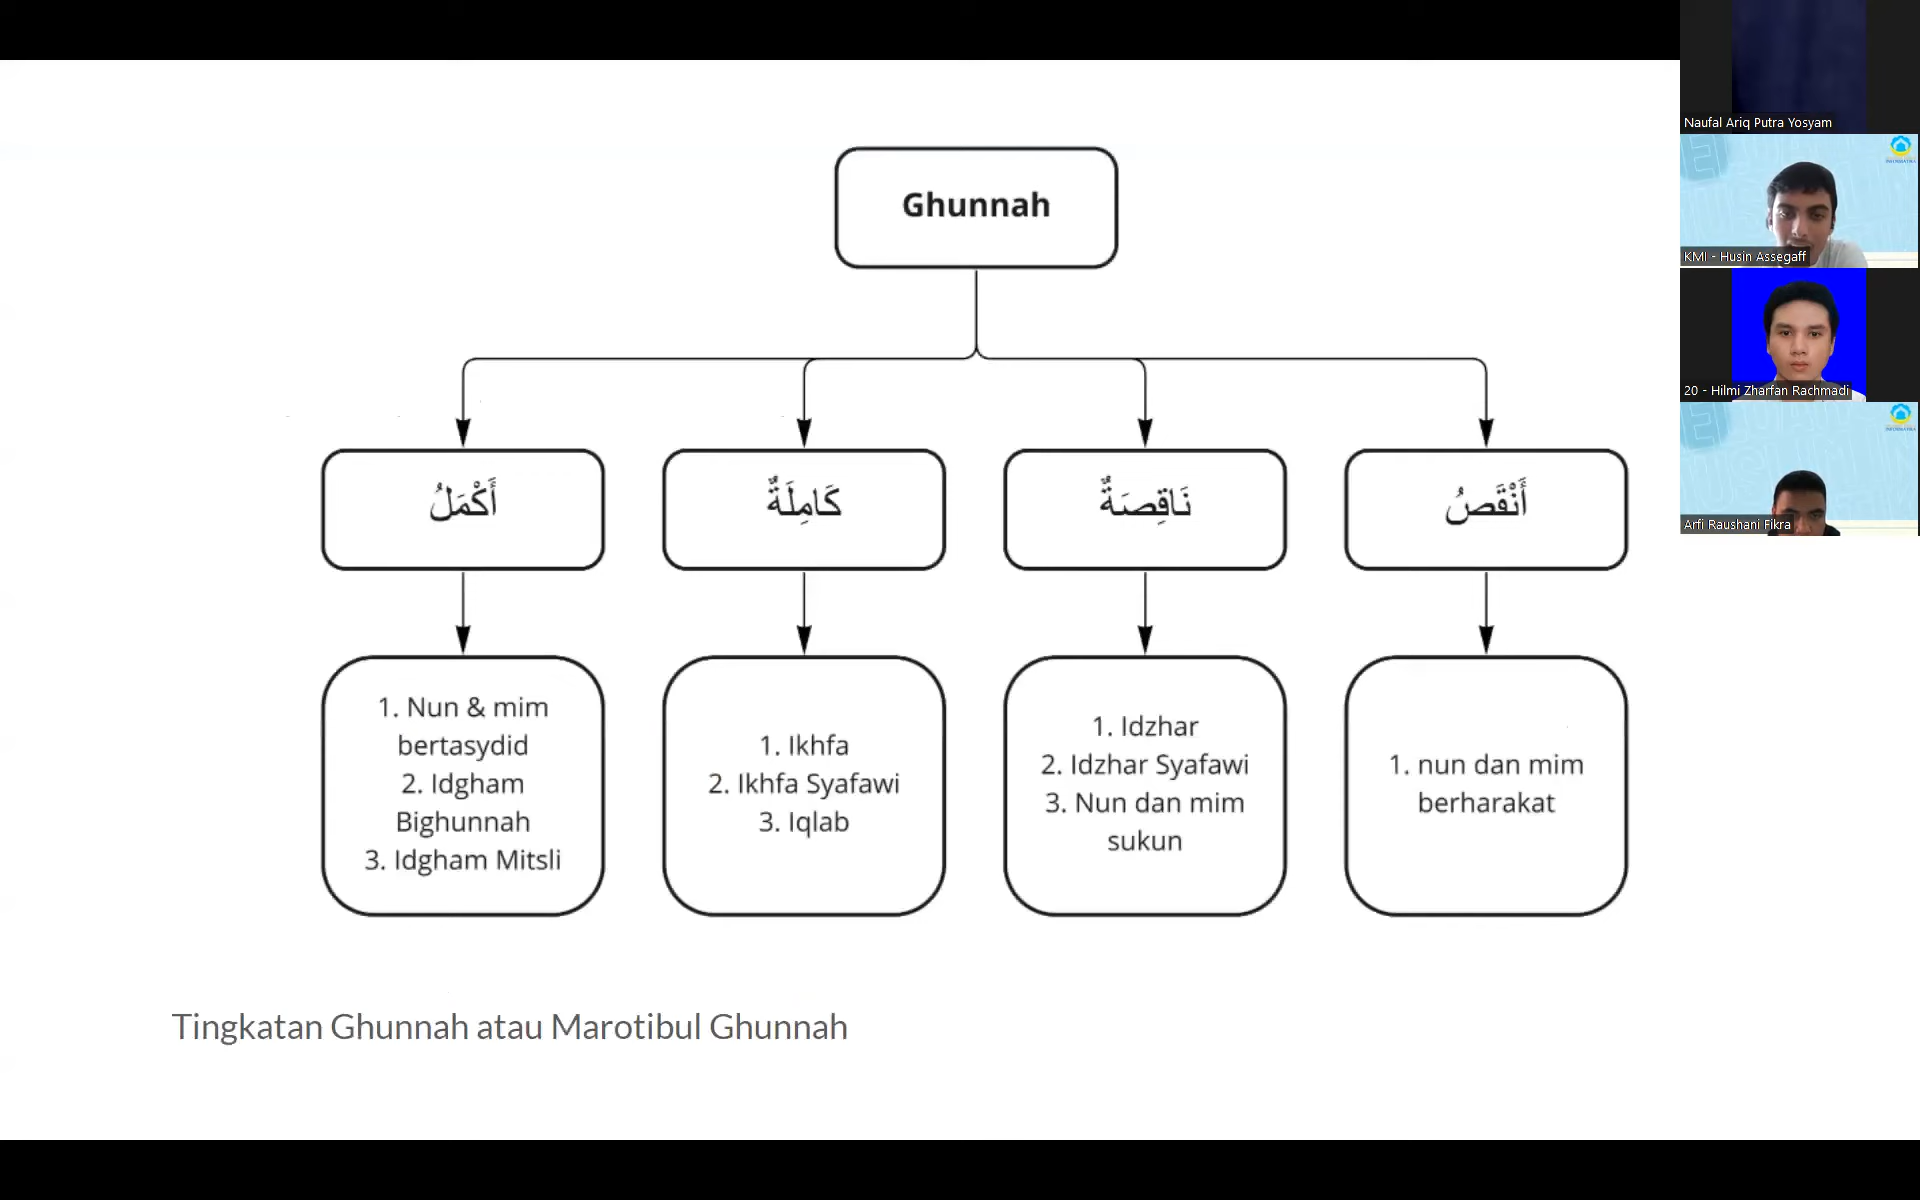 Ghunnah
أَكْمَلُ
كَامِلَةٌ
نَاقِصَةٌ
أَنْقَصُ
1. Nun & mim
bertasydid
2. Idgham
Bighunnah
3. Idgham Mitsli
1. Ikhfa
2. Ikhfa Syafawi
3. Iqlab
1. Idzhar
2. Idzhar Syafawi
3. Nun dan mim
sukun
1. nun dan mim
berharakat
Tingkatan Ghunnah atau Marotibul Ghunnah
Naufal Ariq Putra Yosyam
KMI - Husin Assegaff
20 - Hilmi Zharfan Rachmadi
Arfi Raushani Fikra